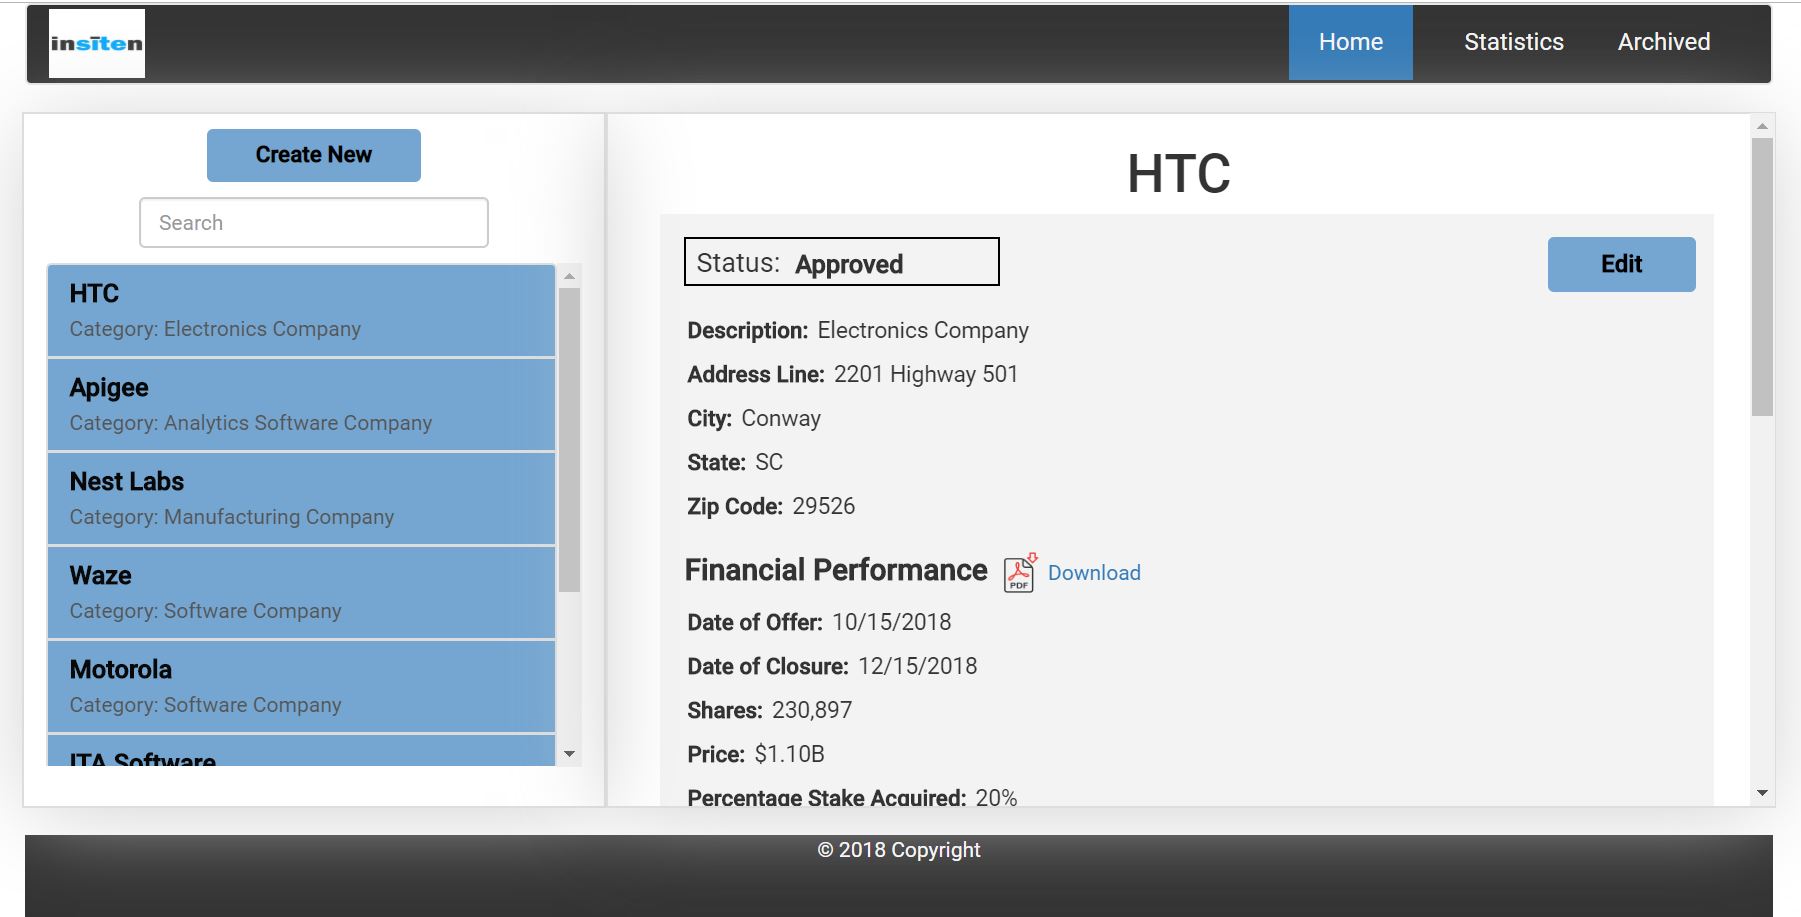 insiten
Home Statistics Archived
Create New
Search
HTC
Category: Electronics Company
Apigee
Category: Analytics Software Company
Nest Labs
Category: Manufacturing Company
Waze
Category: Software Company
Motorola
Category: Software Company
ITA Software
HTC
Status: Approved
Edit
Description: Electronics Company
Address Line: 2201 Highway 501
City: Conway
State: SC
Zip Code: 29526
Financial Performance PDF Download
Date of Offer: 10/15/2018
Date of Closure: 12/15/2018
Shares: 230,897
Price: $1.10B
Percentage Stake Acquired: 20%
© 2018 Copyright